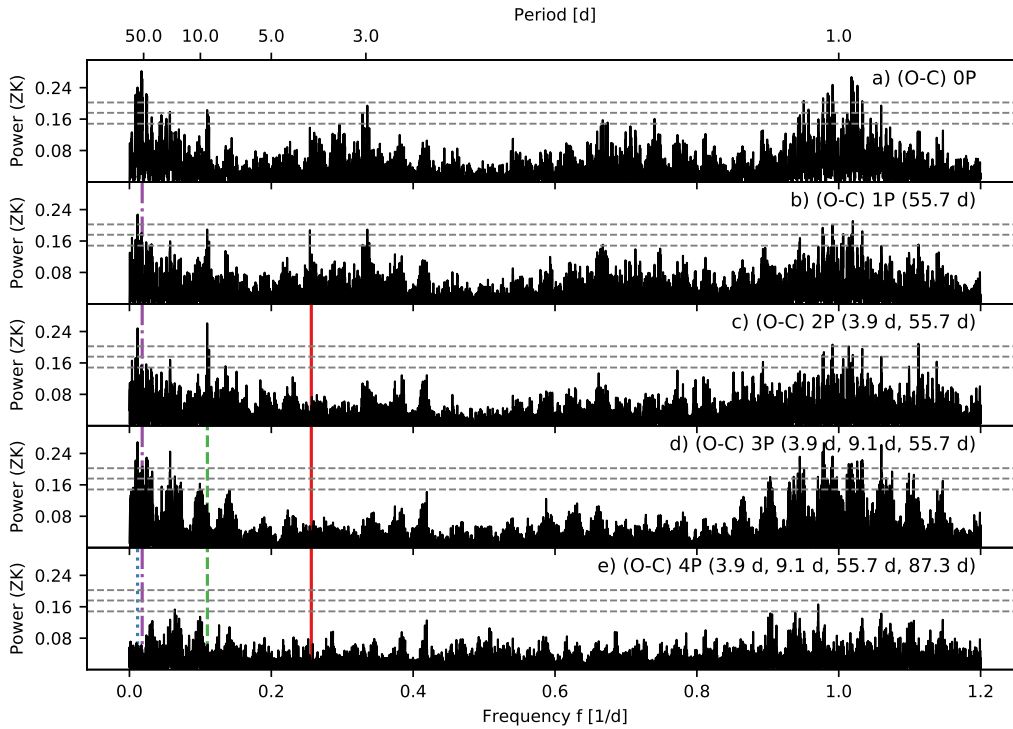 Period [d]
50.0 10.0 5.0 3.0 1.0
a) (O-C) 0P
Power (ZK)
0.24
0.16
0.08
b) (O-C) 1P (55.7 d)
Power (ZK)
0.24
0.16
0.08
c) (O-C) 2P (3.9 d, 55.7 d)
Power (ZK)
0.24
0.16
0.08
d) (O-C) 3P (3.9 d, 9.1 d, 55.7 d)
Power (ZK)
0.24
0.16
0.08
e) (O-C) 4P (3.9 d, 9.1 d, 55.7 d, 87.3 d)
Power (ZK)
0.24
0.16
0.08
0.0 0.2 0.4 0.6 0.8 1.0 1.2
Frequency f [1/d]